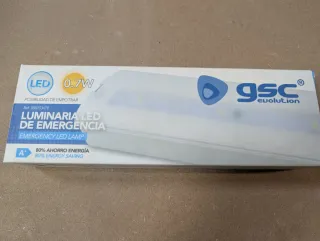 LED
0.7W
gsc®
evolution
LUMINARIA LED
DE EMERGENCIA
EMERGENCY LED LAMP
A+
80% AHORRO ENERGÍA
80% ENERGY SAVING